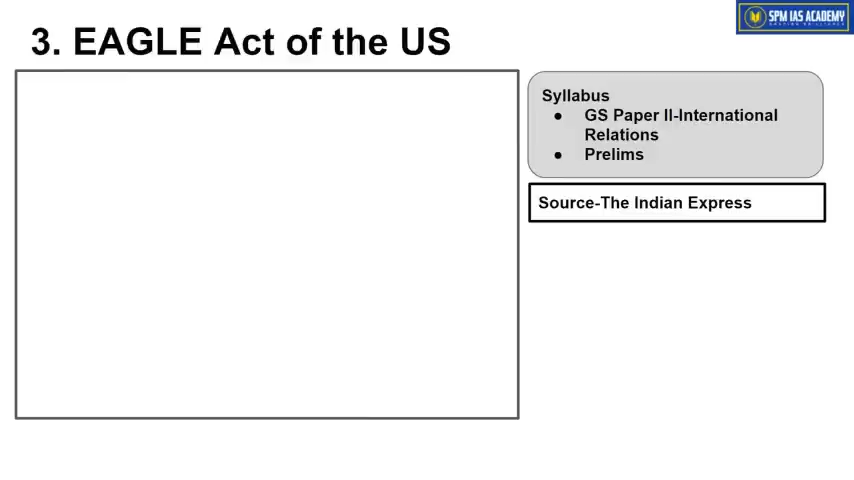 SPM IAS ACADEMY
3. EAGLE Act of the US
Syllabus
● GS Paper II-International
Relations
● Prelims
Source-The Indian Express